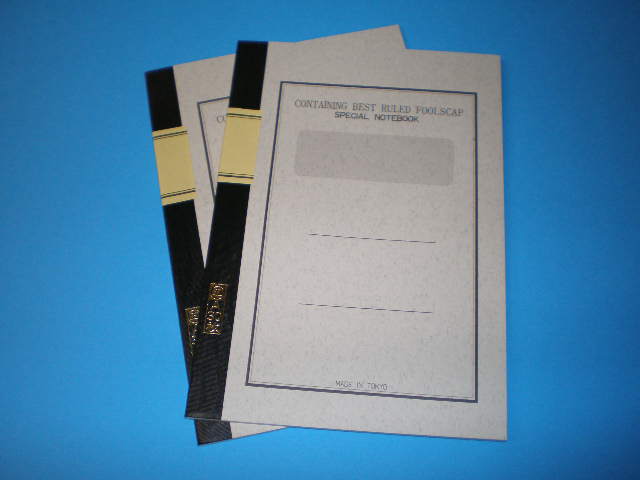 CONTAINING BEST RULED FOOLSCAP
SPECIAL NOTEBOOK
MADE IN TOKYO